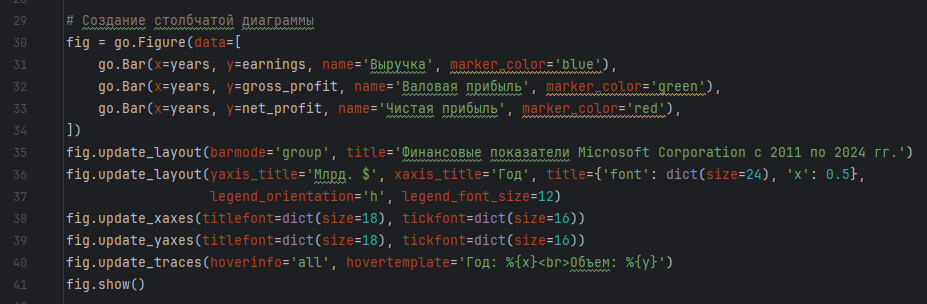 29 # Создание столбчатой диаграммы
30 fig = go.Figure(data=[
31     go.Bar(x=years, y=earnings, name='Выручка', marker_color='blue'),
32     go.Bar(x=years, y=gross_profit, name='Валовая прибыль', marker_color='green'),
33     go.Bar(x=years, y=net_profit, name='Чистая прибыль', marker_color='red'),
34 ])
35 fig.update_layout(barmode='group', title='Финансовые показатели Microsoft Corporation с 2011 по 2024 гг.')
36 fig.update_layout(yaxis_title='Млрд. $', xaxis_title='Год', title={'font': dict(size=24), 'x': 0.5},
37                   legend_orientation='h', legend_font_size=12)
38 fig.update_xaxes(titlefont=dict(size=18), tickfont=dict(size=16))
39 fig.update_yaxes(titlefont=dict(size=18), tickfont=dict(size=16))
40 fig.update_traces(hoverinfo='all', hovertemplate='Год: %{x}<br>Объем: %{y}')
41 fig.show()